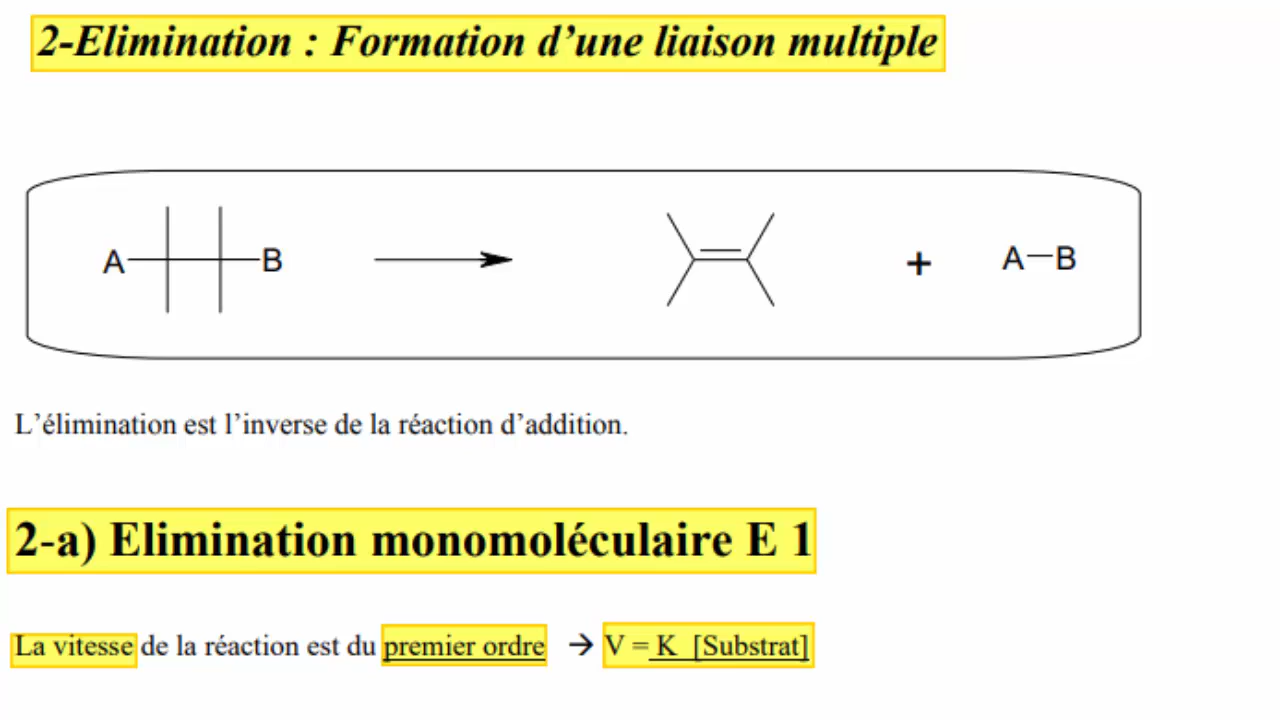 2-Elimination : Formation d’une liaison multiple
A B + A B
L’élimination est l’inverse de la réaction d’addition.
2-a) Elimination monomoléculaire E 1
La vitesse de la réaction est du premier ordre → V = K [Substrat]